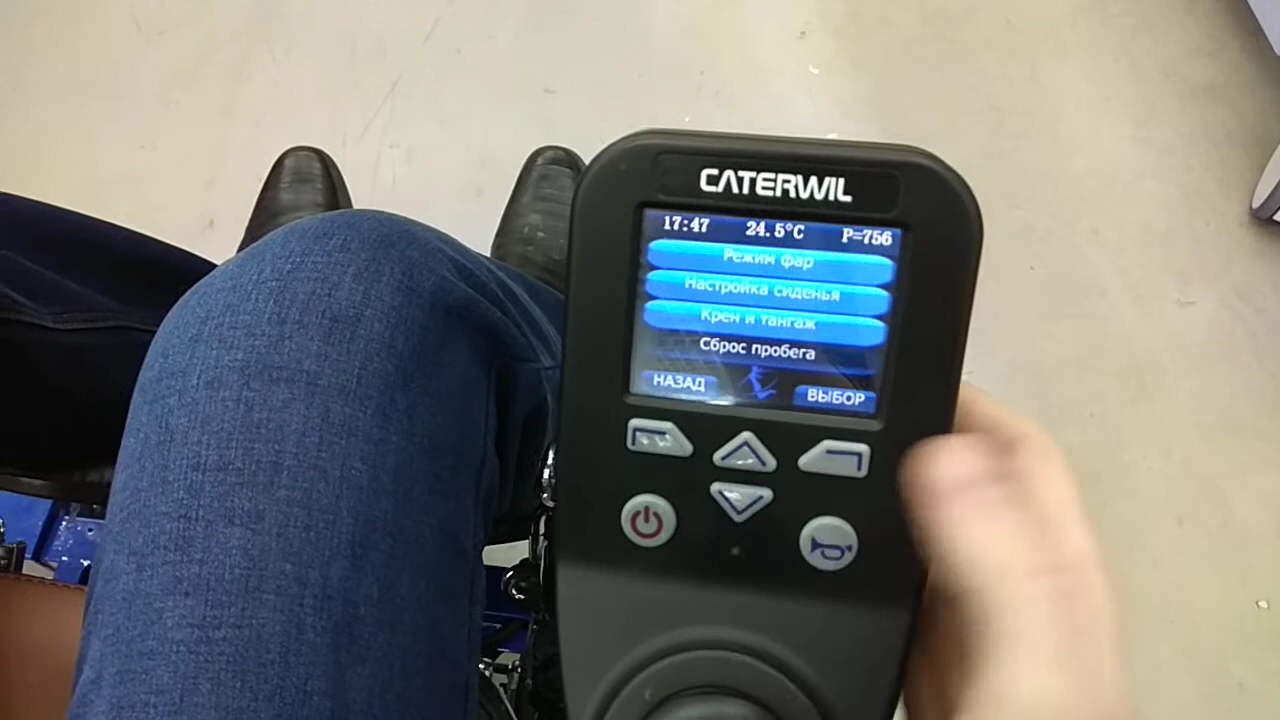 CATERWIL
17:47 24.5°C P=756
Режим фар
Настройка сиденья
Крен и тангаж
Сброс пробега
НАЗАД ВЫБОР